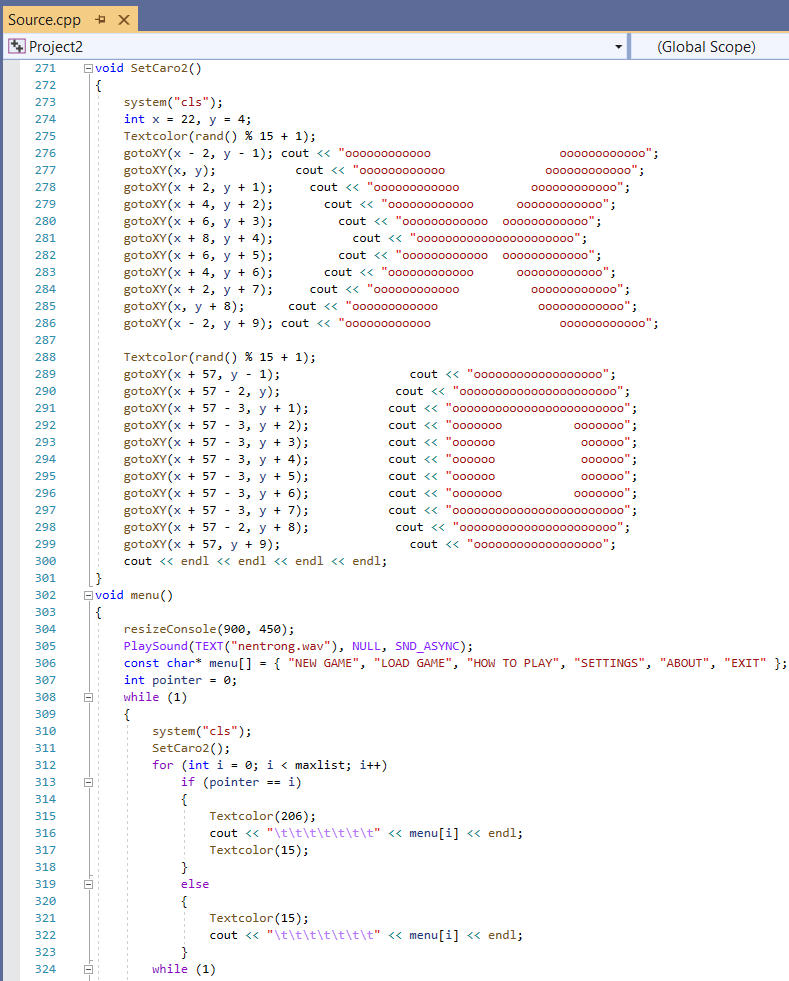 Source.cpp
Project2 (Global Scope)
271 void SetCaro2()
272 {
273     system("cls");
274     int x = 22, y = 4;
275     Textcolor(rand() % 15 + 1);
276     gotoXY(x - 2, y - 1); cout << "oooooooooooo                  oooooooooooo";
277     gotoXY(x, y);           cout << "oooooooooooo              oooooooooooo";
278     gotoXY(x + 2, y + 1);     cout << "oooooooooooo          oooooooooooo";
279     gotoXY(x + 4, y + 2);       cout << "oooooooooooo      oooooooooooo";
280     gotoXY(x + 6, y + 3);         cout << "oooooooooooo  oooooooooooo";
281     gotoXY(x + 8, y + 4);           cout << "oooooooooooooooooooooo";
282     gotoXY(x + 6, y + 5);         cout << "oooooooooooo  oooooooooooo";
283     gotoXY(x + 4, y + 6);       cout << "oooooooooooo      oooooooooooo";
284     gotoXY(x + 2, y + 7);     cout << "oooooooooooo          oooooooooooo";
285     gotoXY(x, y + 8);      cout << "oooooooooooo              oooooooooooo";
286     gotoXY(x - 2, y + 9); cout << "oooooooooooo                  oooooooooooo";
287
288     Textcolor(rand() % 15 + 1);
289     gotoXY(x + 57, y - 1);                  cout << "oooooooooooooooooo";
290     gotoXY(x + 57 - 2, y);                cout << "oooooooooooooooooooooo";
291     gotoXY(x + 57 - 3, y + 1);           cout << "oooooooooooooooooooooooo";
292     gotoXY(x + 57 - 3, y + 2);           cout << "ooooooo          ooooooo";
293     gotoXY(x + 57 - 3, y + 3);           cout << "oooooo            oooooo";
294     gotoXY(x + 57 - 3, y + 4);           cout << "oooooo            oooooo";
295     gotoXY(x + 57 - 3, y + 5);           cout << "oooooo            oooooo";
296     gotoXY(x + 57 - 3, y + 6);           cout << "ooooooo          ooooooo";
297     gotoXY(x + 57 - 3, y + 7);           cout << "oooooooooooooooooooooooo";
298     gotoXY(x + 57 - 2, y + 8);            cout << "oooooooooooooooooooooo";
299     gotoXY(x + 57, y + 9);                  cout << "oooooooooooooooooo";
300     cout << endl << endl << endl << endl;
301 }
302 void menu()
303 {
304     resizeConsole(900, 450);
305     PlaySound(TEXT("nentrong.wav"), NULL, SND_ASYNC);
306     const char* menu[] = { "NEW GAME", "LOAD GAME", "HOW TO PLAY", "SETTINGS", "ABOUT", "EXIT" };
307     int pointer = 0;
308     while (1)
309     {
310         system("cls");
311         SetCaro2();
312         for (int i = 0; i < maxlist; i++)
313             if (pointer == i)
314             {
315                 Textcolor(206);
316                 cout << "\t\t\t\t\t\t\t" << menu[i] << endl;
317                 Textcolor(15);
318             }
319             else
320             {
321                 Textcolor(15);
322                 cout << "\t\t\t\t\t\t\t" << menu[i] << endl;
323             }
324         while (1)